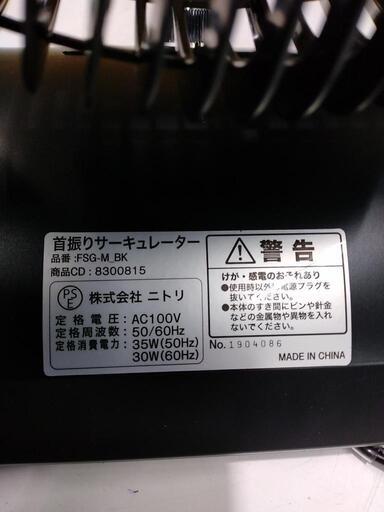 首振りサーキュレーター
品番:FSG-M_BK
商品CD:8300815
PS
E
株式会社 ニトリ
定格電圧:AC100V
定格周波数:50/60Hz
定格消費電力:35W(50Hz)
30W(60Hz)
警告
けが・感電のおそれあり
●使用時以外は電源プラグを
抜いてください。
●本体のすき間にピンや針金
などの金属物や異物を入れ
ないでください。
No. 1904086
MADE IN CHINA